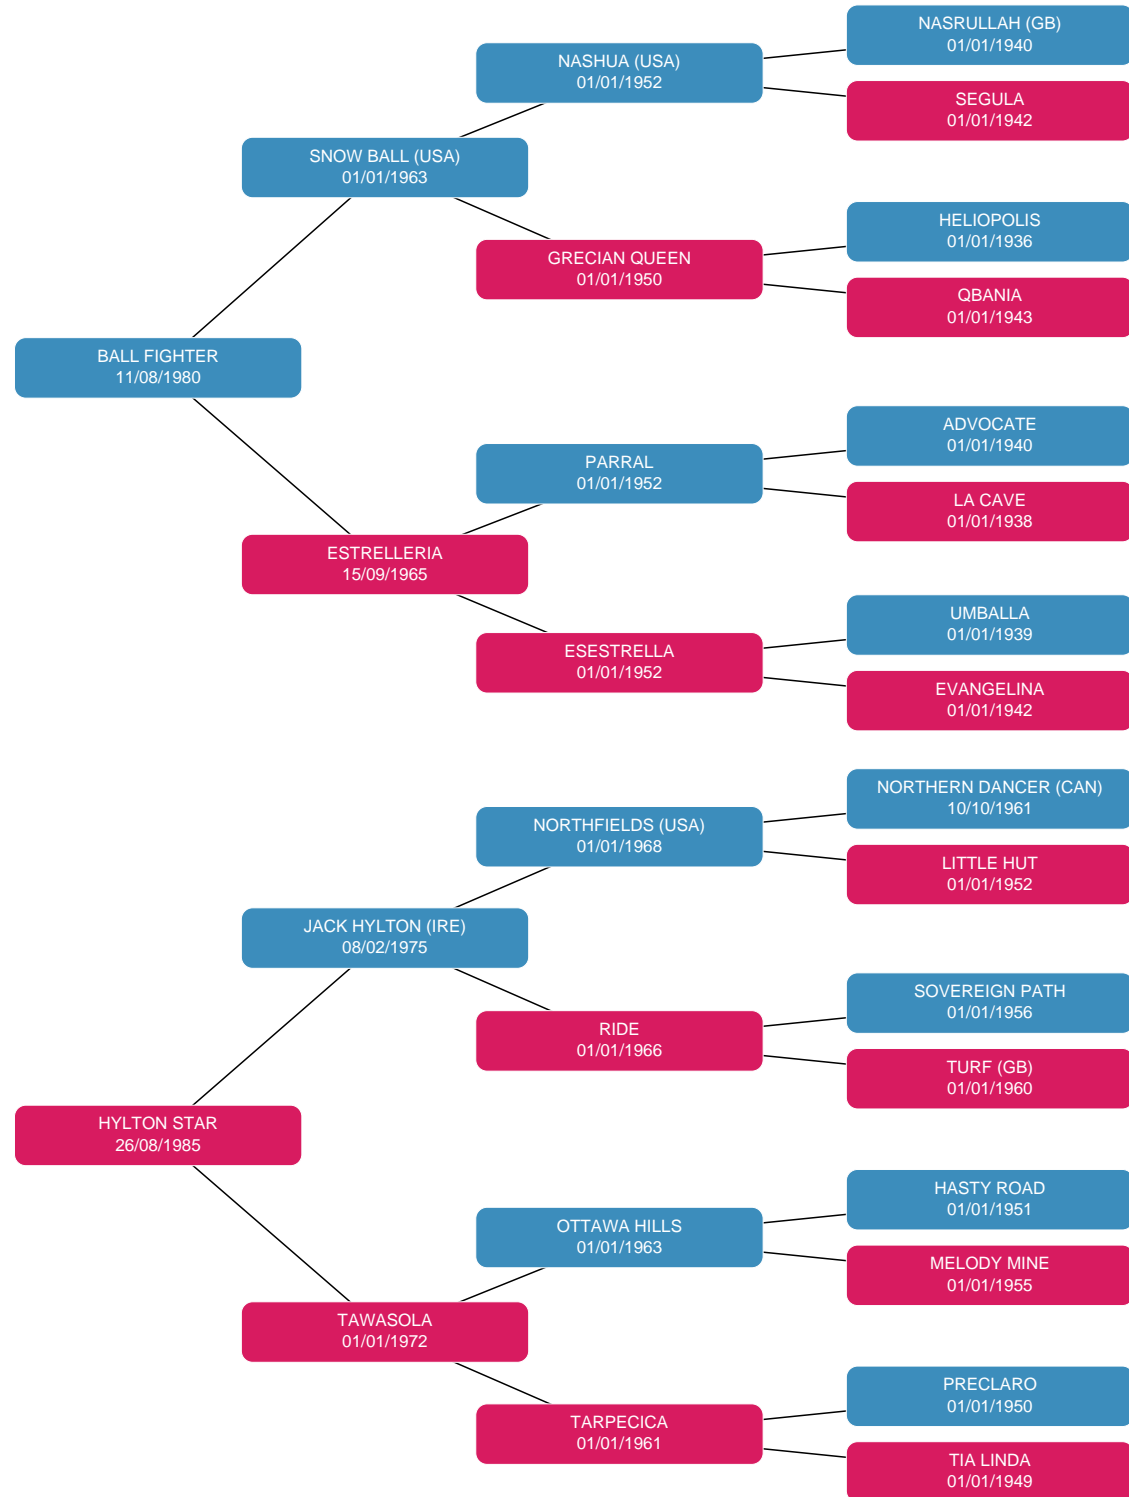 NASRULLAH (GB)
01/01/1940
NASHUA (USA)
01/01/1952
SEGULA
01/01/1942
SNOW BALL (USA)
01/01/1963
HELIOPOLIS
01/01/1936
GRECIAN QUEEN
01/01/1950
QBANIA
01/01/1943
BALL FIGHTER
11/08/1980
ADVOCATE
01/01/1940
PARRAL
01/01/1952
LA CAVE
01/01/1938
ESTRELLERIA
15/09/1965
UMBALLA
01/01/1939
ESESTRELLA
01/01/1952
EVANGELINA
01/01/1942
NORTHERN DANCER (CAN)
10/10/1961
NORTHFIELDS (USA)
01/01/1968
LITTLE HUT
01/01/1952
JACK HYLTON (IRE)
08/02/1975
SOVEREIGN PATH
01/01/1956
RIDE
01/01/1966
TURF (GB)
01/01/1960
HYLTON STAR
26/08/1985
HASTY ROAD
01/01/1951
OTTAWA HILLS
01/01/1963
MELODY MINE
01/01/1955
TAWASOLA
01/01/1972
PRECLARO
01/01/1950
TARPECICA
01/01/1961
TIA LINDA
01/01/1949